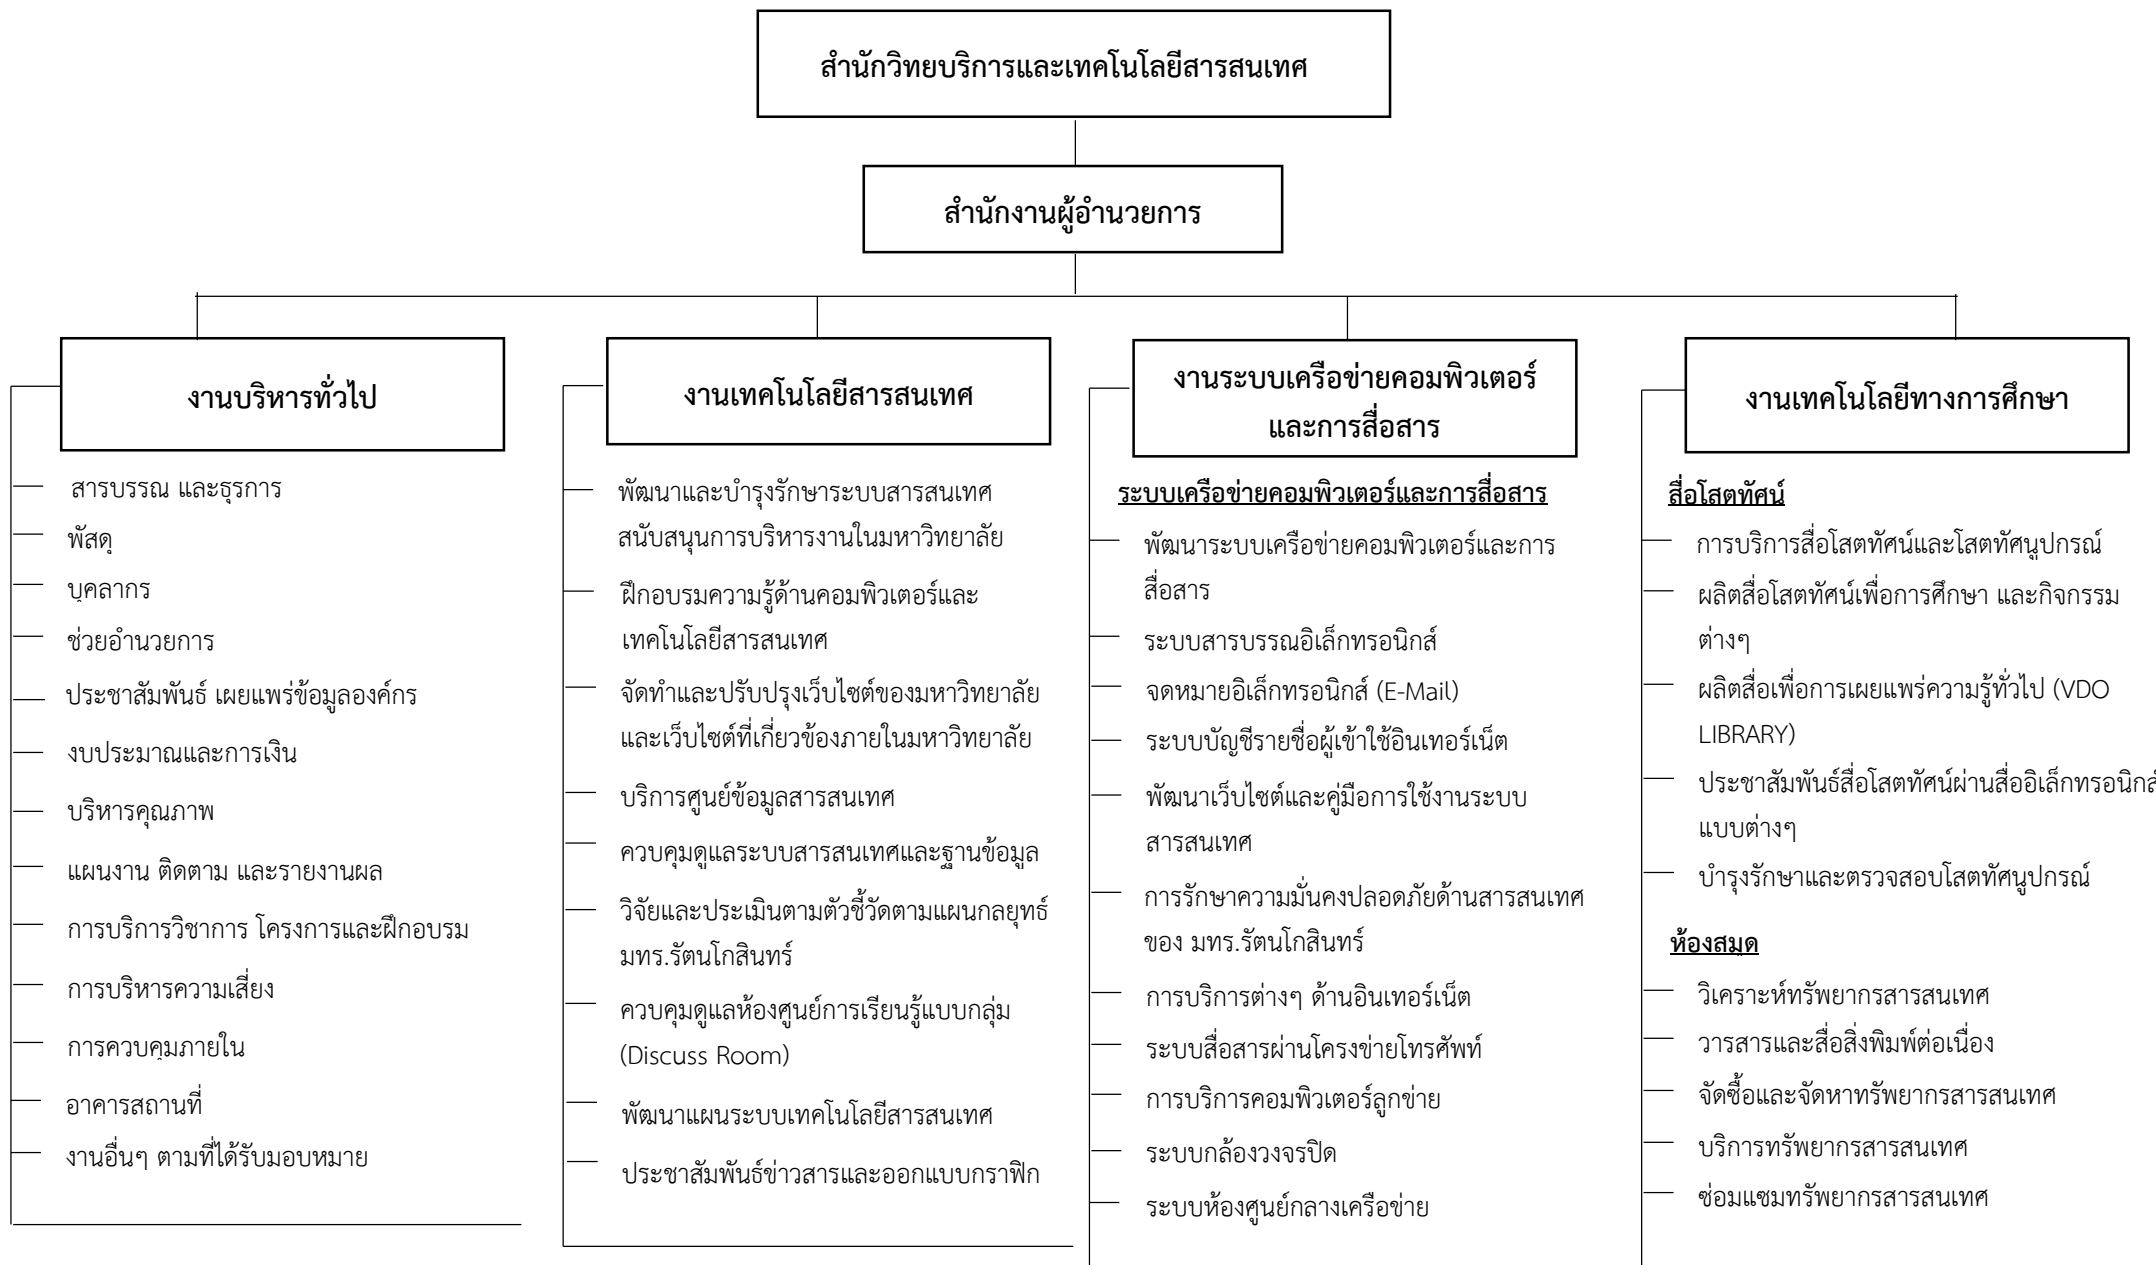 สำนักวิทยบริการและเทคโนโลยีสารสนเทศ
สำนักงานผู้อำนวยการ
งานบริหารทั่วไป
สารบรรณ และธุรการ
พัสดุ
บุคลากร
ช่วยอำนวยการ
ประชาสัมพันธ์ เผยแพร่ข้อมูลองค์กร
งบประมาณและการเงิน
บริหารคุณภาพ
แผนงาน ติดตาม และรายงานผล
การบริการวิชาการ โครงการและฝึกอบรม
การบริหารความเสี่ยง
การควบคุมภายใน
อาคารสถานที่
งานอื่นๆ ตามที่ได้รับมอบหมาย
งานเทคโนโลยีสารสนเทศ
พัฒนาและบำรุงรักษาระบบสารสนเทศ
สนับสนุนการบริหารงานในมหาวิทยาลัย
ฝึกอบรมความรู้ด้านคอมพิวเตอร์และ
เทคโนโลยีสารสนเทศ
จัดทำและปรับปรุงเว็บไซต์ของมหาวิทยาลัย
และเว็บไซต์ที่เกี่ยวข้องภายในมหาวิทยาลัย
บริการศูนย์ข้อมูลสารสนเทศ
ควบคุมดูแลระบบสารสนเทศและฐานข้อมูล
วิจัยและประเมินตามตัวชี้วัดตามแผนกลยุทธ์
มทร.รัตนโกสินทร์
ควบคุมดูแลห้องศูนย์การเรียนรู้แบบกลุ่ม
(Discuss Room)
พัฒนาแผนระบบเทคโนโลยีสารสนเทศ
ประชาสัมพันธ์ข่าวสารและออกแบบกราฟิก
งานระบบเครือข่ายคอมพิวเตอร์
และการสื่อสาร
ระบบเครือข่ายคอมพิวเตอร์และการสื่อสาร
พัฒนาระบบเครือข่ายคอมพิวเตอร์และการ
สื่อสาร
ระบบสารบรรณอิเล็กทรอนิกส์
จดหมายอิเล็กทรอนิกส์ (E-Mail)
ระบบบัญชีรายชื่อผู้เข้าใช้อินเทอร์เน็ต
พัฒนาเว็บไซต์และคู่มือการใช้งานระบบ
สารสนเทศ
การรักษาความมั่นคงปลอดภัยด้านสารสนเทศ
ของ มทร.รัตนโกสินทร์
การบริการต่างๆ ด้านอินเทอร์เน็ต
ระบบสื่อสารผ่านโครงข่ายโทรศัพท์
การบริการคอมพิวเตอร์ลูกข่าย
ระบบกล้องวงจรปิด
ระบบห้องศูนย์กลางเครือข่าย
งานเทคโนโลยีทางการศึกษา
สื่อโสตทัศน์
การบริการสื่อโสตทัศน์และโสตทัศนูปกรณ์
ผลิตสื่อโสตทัศน์เพื่อการศึกษา และกิจกรรม
ต่างๆ
ผลิตสื่อเพื่อการเผยแพร่ความรู้ทั่วไป (VDO
LIBRARY)
ประชาสัมพันธ์สื่อโสตทัศน์ผ่านสื่ออิเล็กทรอนิกส์
แบบต่างๆ
บำรุงรักษาและตรวจสอบโสตทัศนูปกรณ์
ห้องสมุด
วิเคราะห์ทรัพยากรสารสนเทศ
วารสารและสื่อสิ่งพิมพ์ต่อเนื่อง
จัดซื้อและจัดหาทรัพยากรสารสนเทศ
บริการทรัพยากรสารสนเทศ
ซ่อมแซมทรัพยากรสารสนเทศ